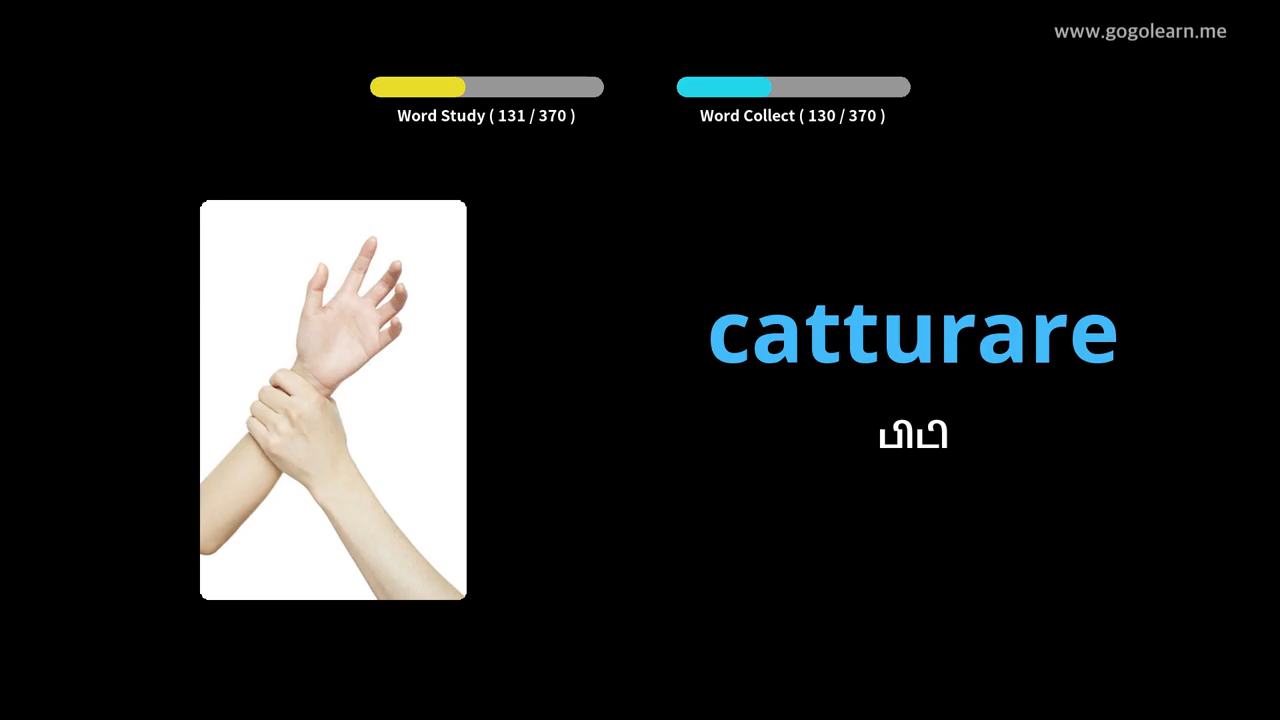 www.gogolearn.me
Word Study ( 131 / 370 )
Word Collect ( 130 / 370 )
catturare
பிடி